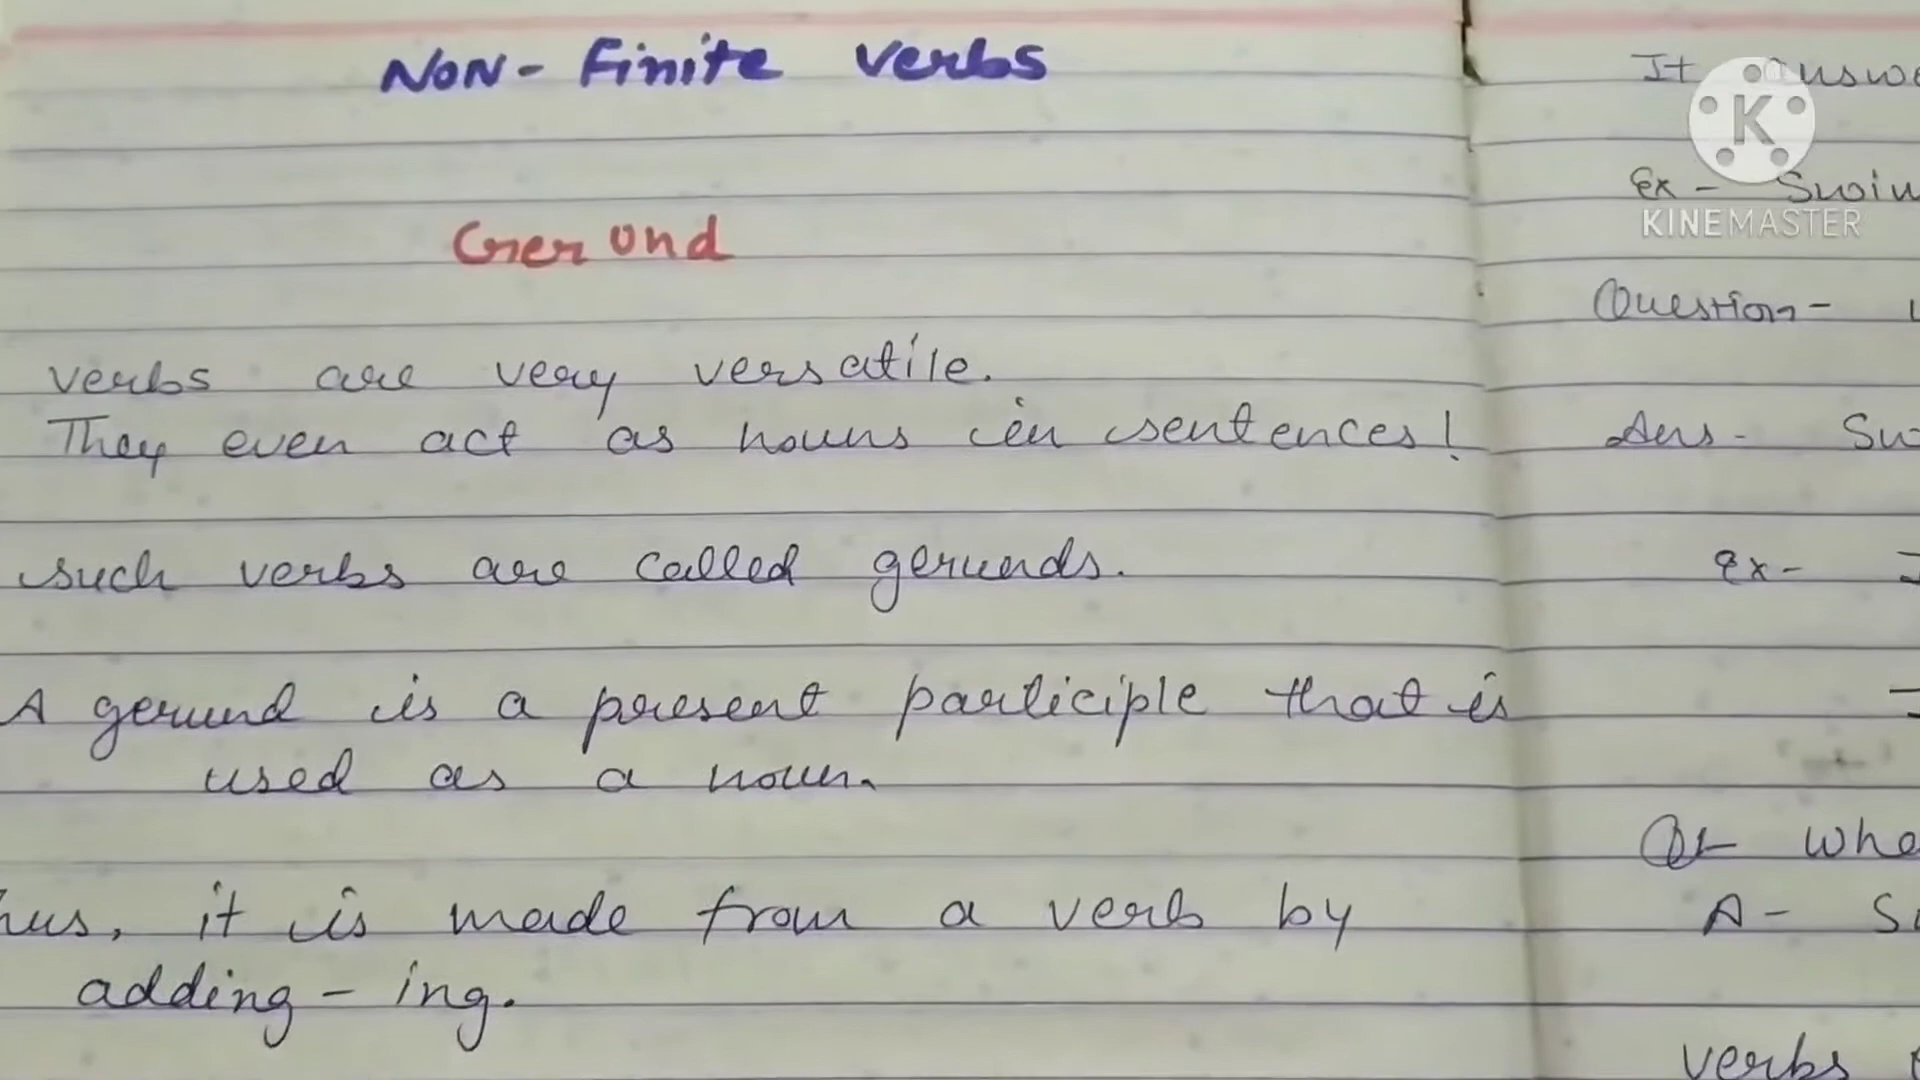 Non-Finite verbs
Gerund
verbs are very versatile.
They even act as nouns in sentences!
such verbs are called gerunds.
A gerund is a present participle that is
used as a noun.
it is made from a verb by
adding - ing.
It
Ex -
Question -
Ans -
Ex -
A -
verbs
K
KINEMASTER